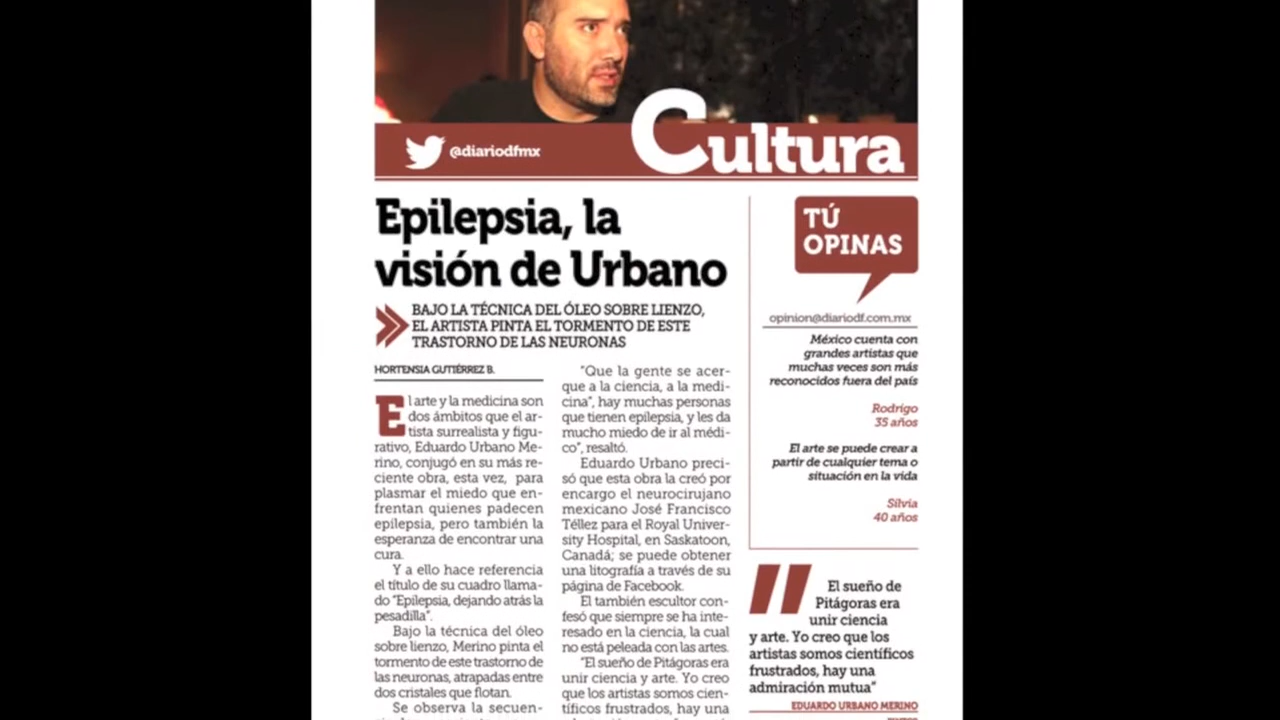 @diariodfmx
Cultura
Epilepsia, la
visión de Urbano
BAJO LA TÉCNICA DEL ÓLEO SOBRE LIENZO,
EL ARTISTA PINTA EL TORMENTO DE ESTE
TRASTORNO DE LAS NEURONAS
HORTENSIA GUTIÉRREZ B.
El arte y la medicina son
dos ámbitos que el ar-
tista surrealista y figu-
rativo, Eduardo Urbano Me-
rino, conjugó en su más re-
ciente obra, esta vez, para
plasmar el miedo que en-
frentan quienes padecen
epilepsia, pero también la
esperanza de encontrar una
cura.
Y a ello hace referencia
el título de su cuadro llama-
do "Epilepsia, dejando atrás la
pesadilla".
Bajo la técnica del óleo
sobre lienzo, Merino pinta el
tormento de este trastorno de
las neuronas, atrapadas entre
dos cristales que flotan.
Se observa la secuen-
"Que la gente se acer-
que a la ciencia, a la medi-
cina", hay muchas personas
que tienen epilepsia, y les da
mucho miedo de ir al médi-
co", resaltó.
Eduardo Urbano preci-
só que esta obra la creó por
encargo el neurocirujano
mexicano José Francisco
Téllez para el Royal Univer-
sity Hospital, en Saskatoon,
Canadá; se puede obtener
una litografía a través de su
página de Facebook.
El también escultor con-
fesó que siempre se ha inte-
resado en la ciencia, la cual
no está peleada con las artes.
"El sueño de Pitágoras era
unir ciencia y arte. Yo creo
que los artistas somos cien-
tíficos frustrados, hay una
TÚ
OPINAS
opinion@diariodf.com.mx
México cuenta con
grandes artistas que
muchas veces son más
reconocidos fuera del país
Rodrigo
35 años
El arte se puede crear a
partir de cualquier tema o
situación en la vida
Silvia
40 años
El sueño de
Pitágoras era
unir ciencia
y arte. Yo creo que los
artistas somos científicos
frustrados, hay una
admiración mutua"
EDUARDO URBANO MERINO